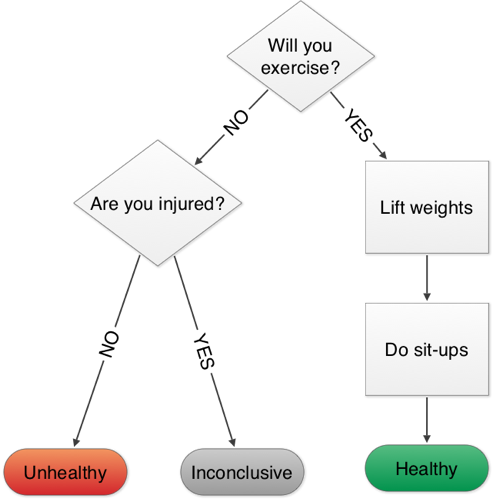 Will you
exercise?
NO
YES
Are you injured?
Lift weights
NO
YES
Do sit-ups
Unhealthy
Inconclusive
Healthy